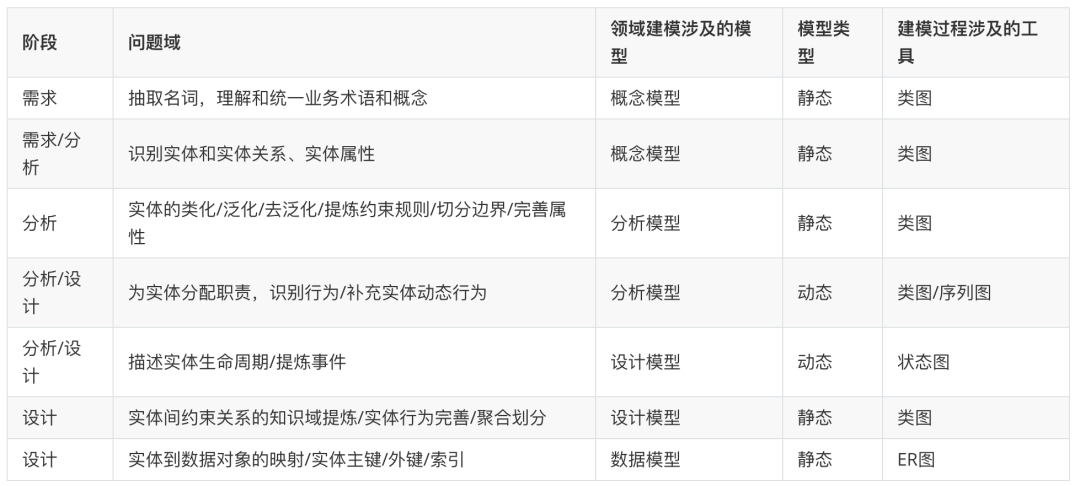 阶段 问题域 领域建模涉及的模型 模型类型 建模过程涉及的工具
需求 抽取名词，理解和统一业务术语和概念 概念模型 静态 类图
需求/分析 识别实体和实体关系、实体属性 概念模型 静态 类图
分析 实体的类化/泛化/去泛化/提炼约束规则/切分边界/完善属性 分析模型 静态 类图
分析/设计 为实体分配职责，识别行为/补充实体动态行为 分析模型 动态 类图/序列图
分析/设计 描述实体生命周期/提炼事件 设计模型 动态 状态图
设计 实体间约束关系的知识域提炼/实体行为完善/聚合划分 设计模型 静态 类图
设计 实体到数据对象的映射/实体主键/外键/索引 数据模型 静态 ER图